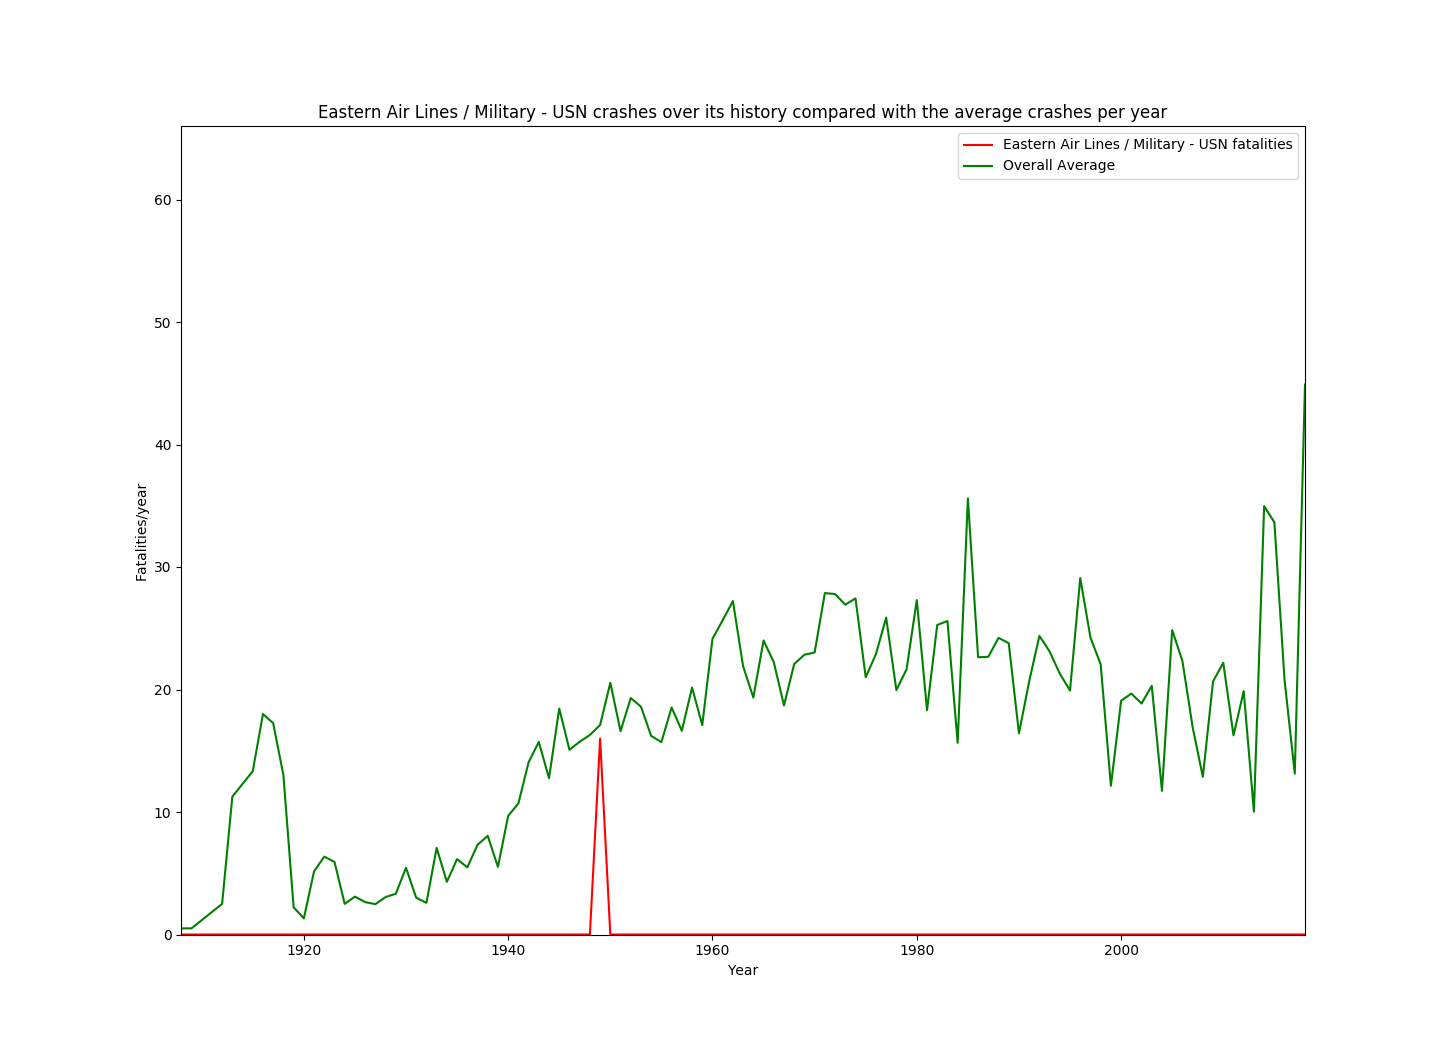 Eastern Air Lines / Military - USN crashes over its history compared with the average crashes per year
Eastern Air Lines / Military - USN fatalities
Overall Average
60
50
40
30
20
10
0
Fatalities/year
1920 1940 1960 1980 2000
Year